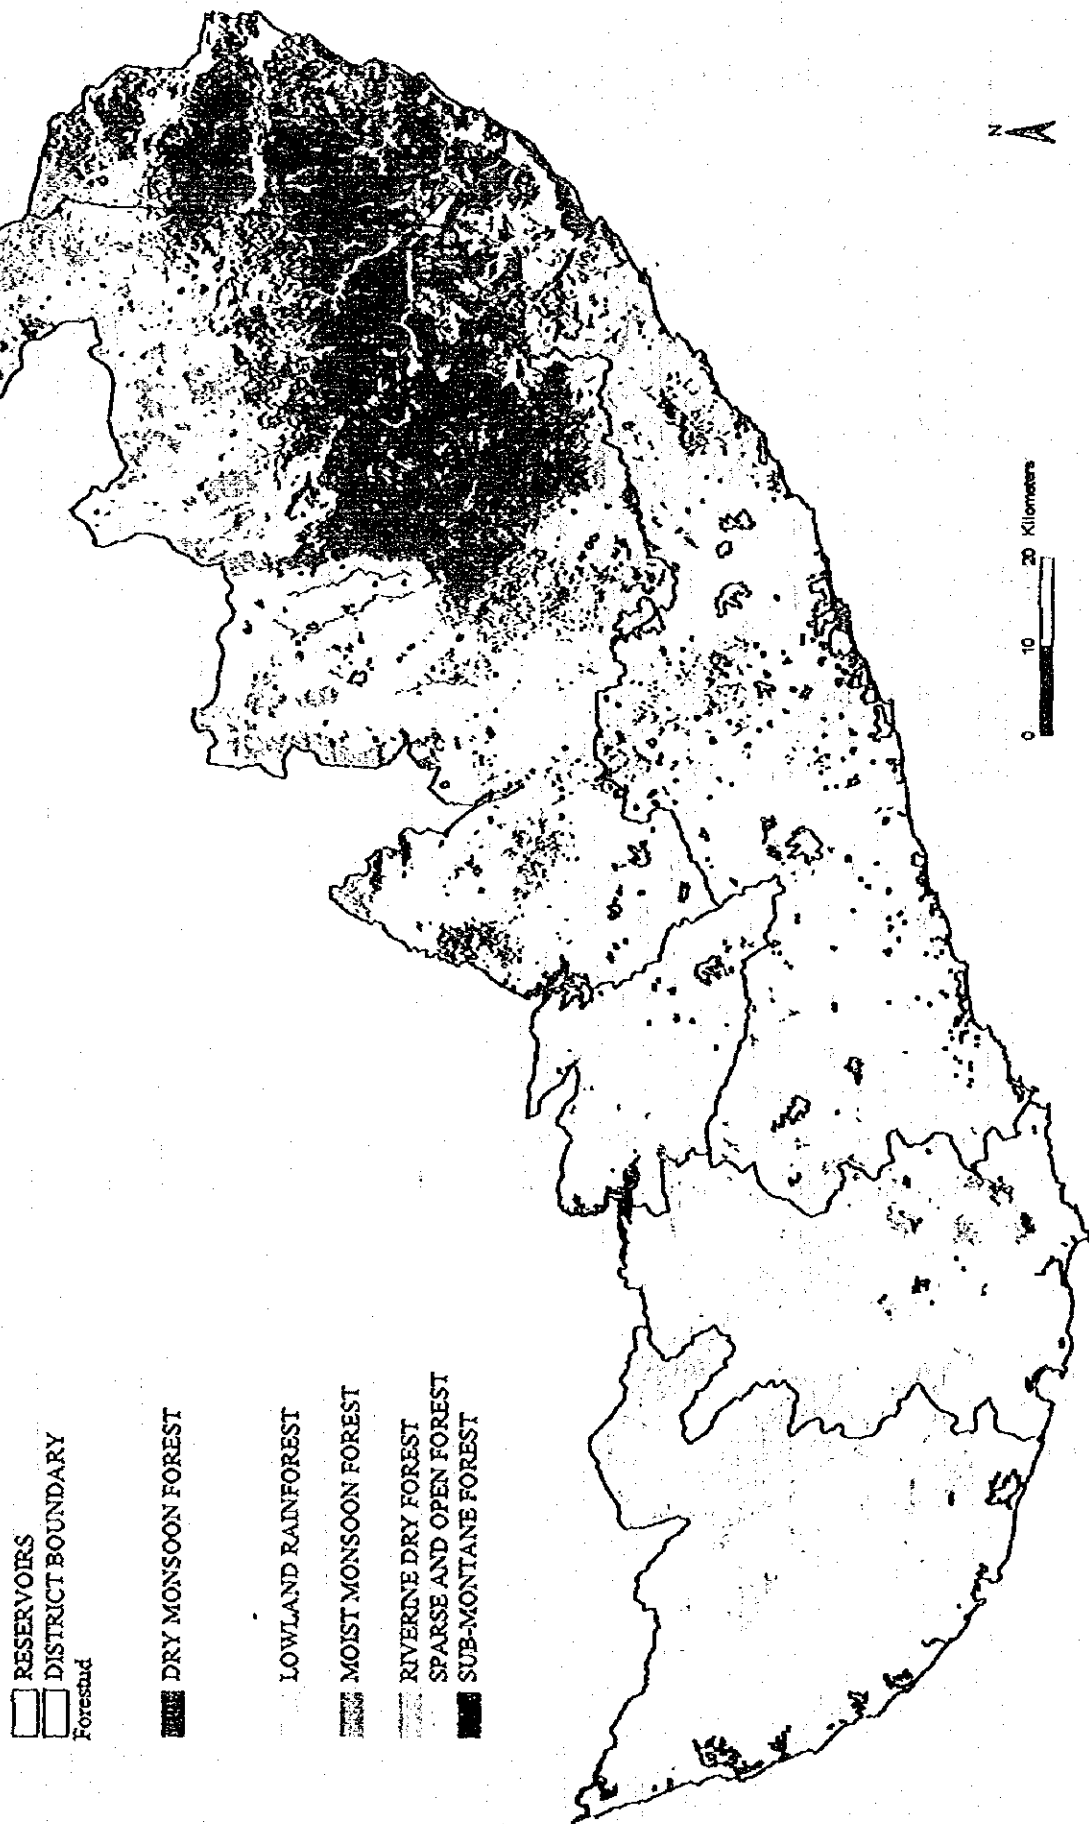 RESERVOIRS
DISTRICT BOUNDARY
Forestud
DRY MONSOON FOREST
LOWLAND RAINFOREST
MOIST MONSOON FOREST
RIVERINE DRY FOREST
SPARSE AND OPEN FOREST
SUB-MONTANE FOREST
N
0 10 20 Kilometers